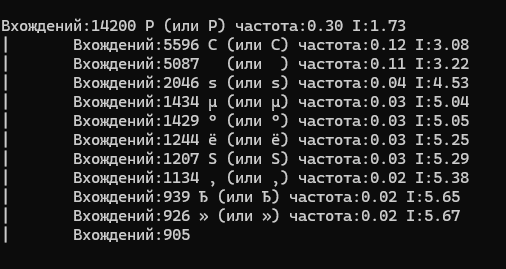 Вхождений:14200 Р (или Р) частота:0.30 I:1.73
|       Вхождений:5596 С (или С) частота:0.12 I:3.08
|       Вхождений:5087   (или  ) частота:0.11 I:3.22
|       Вхождений:2046 ѕ (или ѕ) частота:0.04 I:4.53
|       Вхождений:1434 µ (или µ) частота:0.03 I:5.04
|       Вхождений:1429 ° (или °) частота:0.03 I:5.05
|       Вхождений:1244 ё (или ё) частота:0.03 I:5.25
|       Вхождений:1207 Ѕ (или Ѕ) частота:0.03 I:5.29
|       Вхождений:1134 ‚ (или ‚) частота:0.02 I:5.38
|       Вхождений:939 Ђ (или Ђ) частота:0.02 I:5.65
|       Вхождений:926 » (или ») частота:0.02 I:5.67
|       Вхождений:905